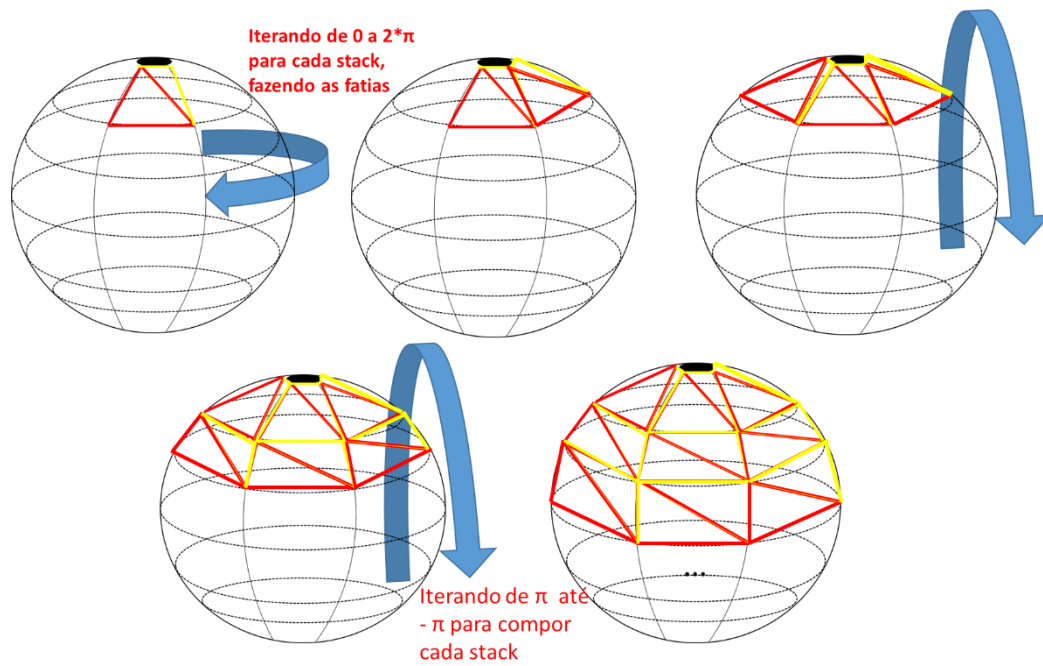 Iterando de 0 a 2*π
para cada stack,
fazendo as fatias
Iterando de π até
- π para compor
cada stack
...